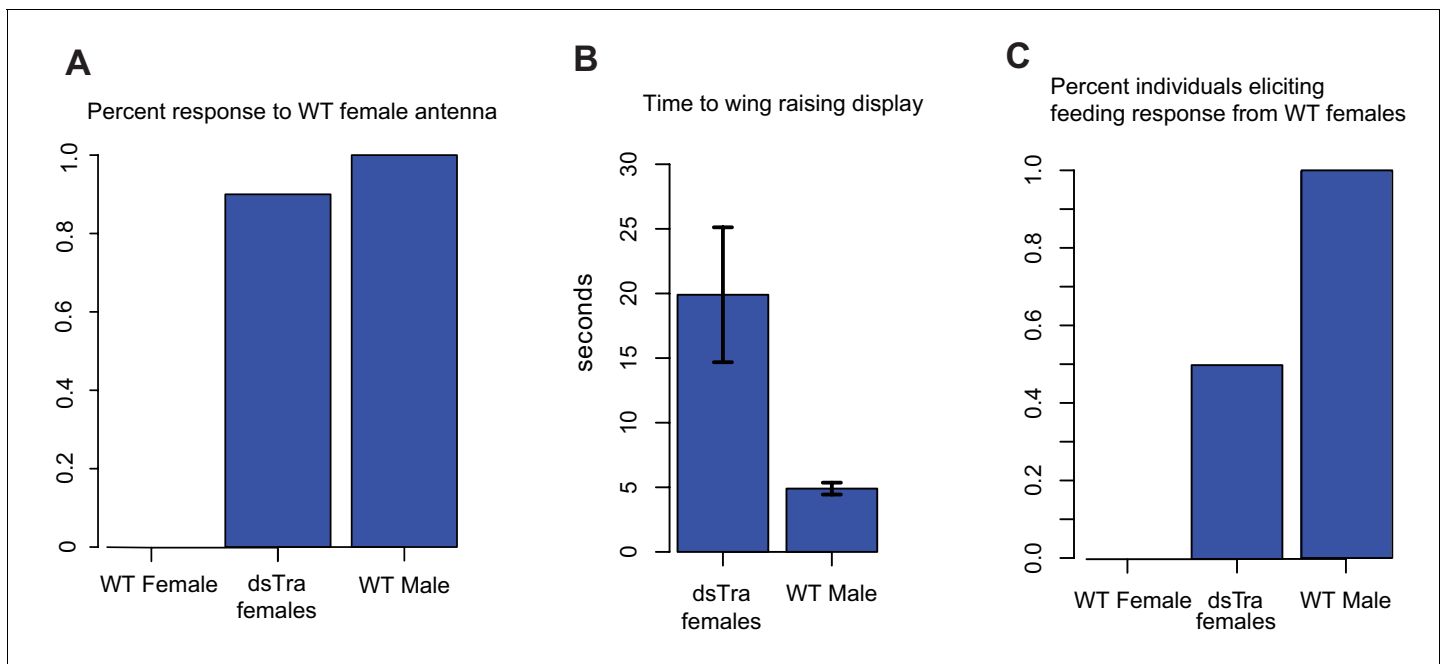 A
Percent response to WT female antenna
1.0
0.8
0.6
0.4
0.2
0
WT Female
dsTra
females
WT Male
B
Time to wing raising display
seconds
30
25
20
15
10
5
0
dsTra
females
WT Male
C
Percent individuals eliciting
feeding response from WT females
1.0
0.8
0.6
0.4
0.2
0.0
WT Female
dsTra
females
WT Male